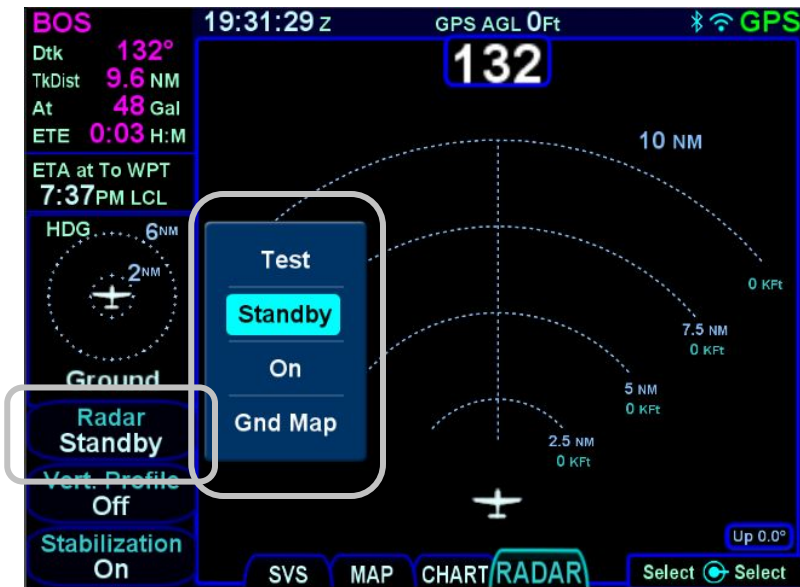 BOS
Dtk 132°
TkDist 9.6 NM
At 48 Gal
ETE 0:03 H:M
ETA at To WPT
7:37PM LCL
HDG 6NM
2NM
Ground
Radar
Standby
Vert. Profile
Off
Stabilization
On
19:31:29 Z GPS AGL 0Ft GPS
132
10 NM
0 KFt
7.5 NM
0 KFt
5 NM
0 KFt
2.5 NM
0 KFt
Test
Standby
On
Gnd Map
Up 0.0°
SVS MAP CHART RADAR Select Select